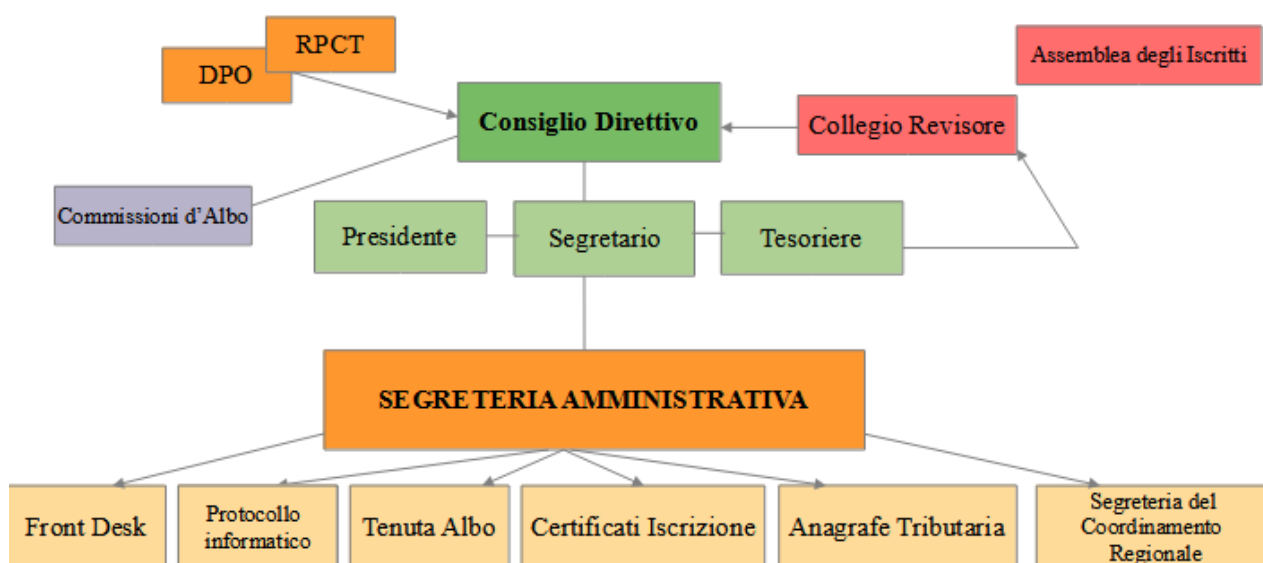 RPCT
DPO
Assemblea degli Iscritti
Consiglio Direttivo
Collegio Revisore
Commissioni d'Albo
Presidente
Segretario
Tesoriere
SEGRETERIA AMMINISTRATIVA
Front Desk
Protocollo
informatico
Tenuta Albo
Certificati Iscrizione
Anagrafe Tributaria
Segreteria del
Coordinamento
Regionale